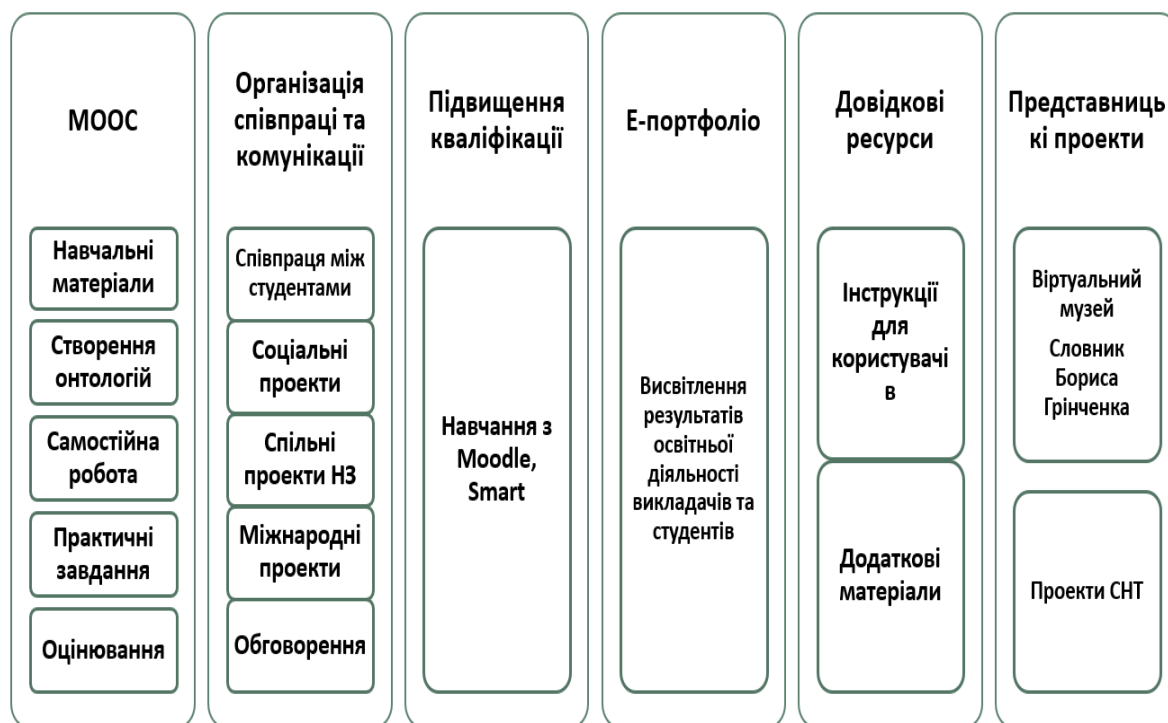 МООС
Навчальні
матеріали
Створення
онтологій
Самостійна
робота
Практичні
завдання
Оцінювання
Організація
співпраці та
комунікації
Співпраця між
студентами
Соціальні
проекти
Спільні
проекти НЗ
Міжнародні
проекти
Обговорення
Підвищення
кваліфікації
Навчання з
Moodle,
Smart
Е-портфоліо
Висвітлення
результатів
освітньої
діяльності
викладачів та
студентів
Довідкові
ресурси
Інструкції
для
користувачі
в
Додаткові
матеріали
Представниць
кі проекти
Віртуальний
музей
Словник
Бориса
Грінченка
Проекти СНТ